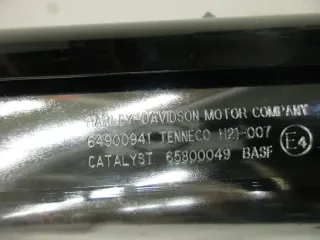 HARLEY-DAVIDSON MOTOR COMPANY
64900941 TENNECO H21-007
CATALYST 65800049 BASF E4